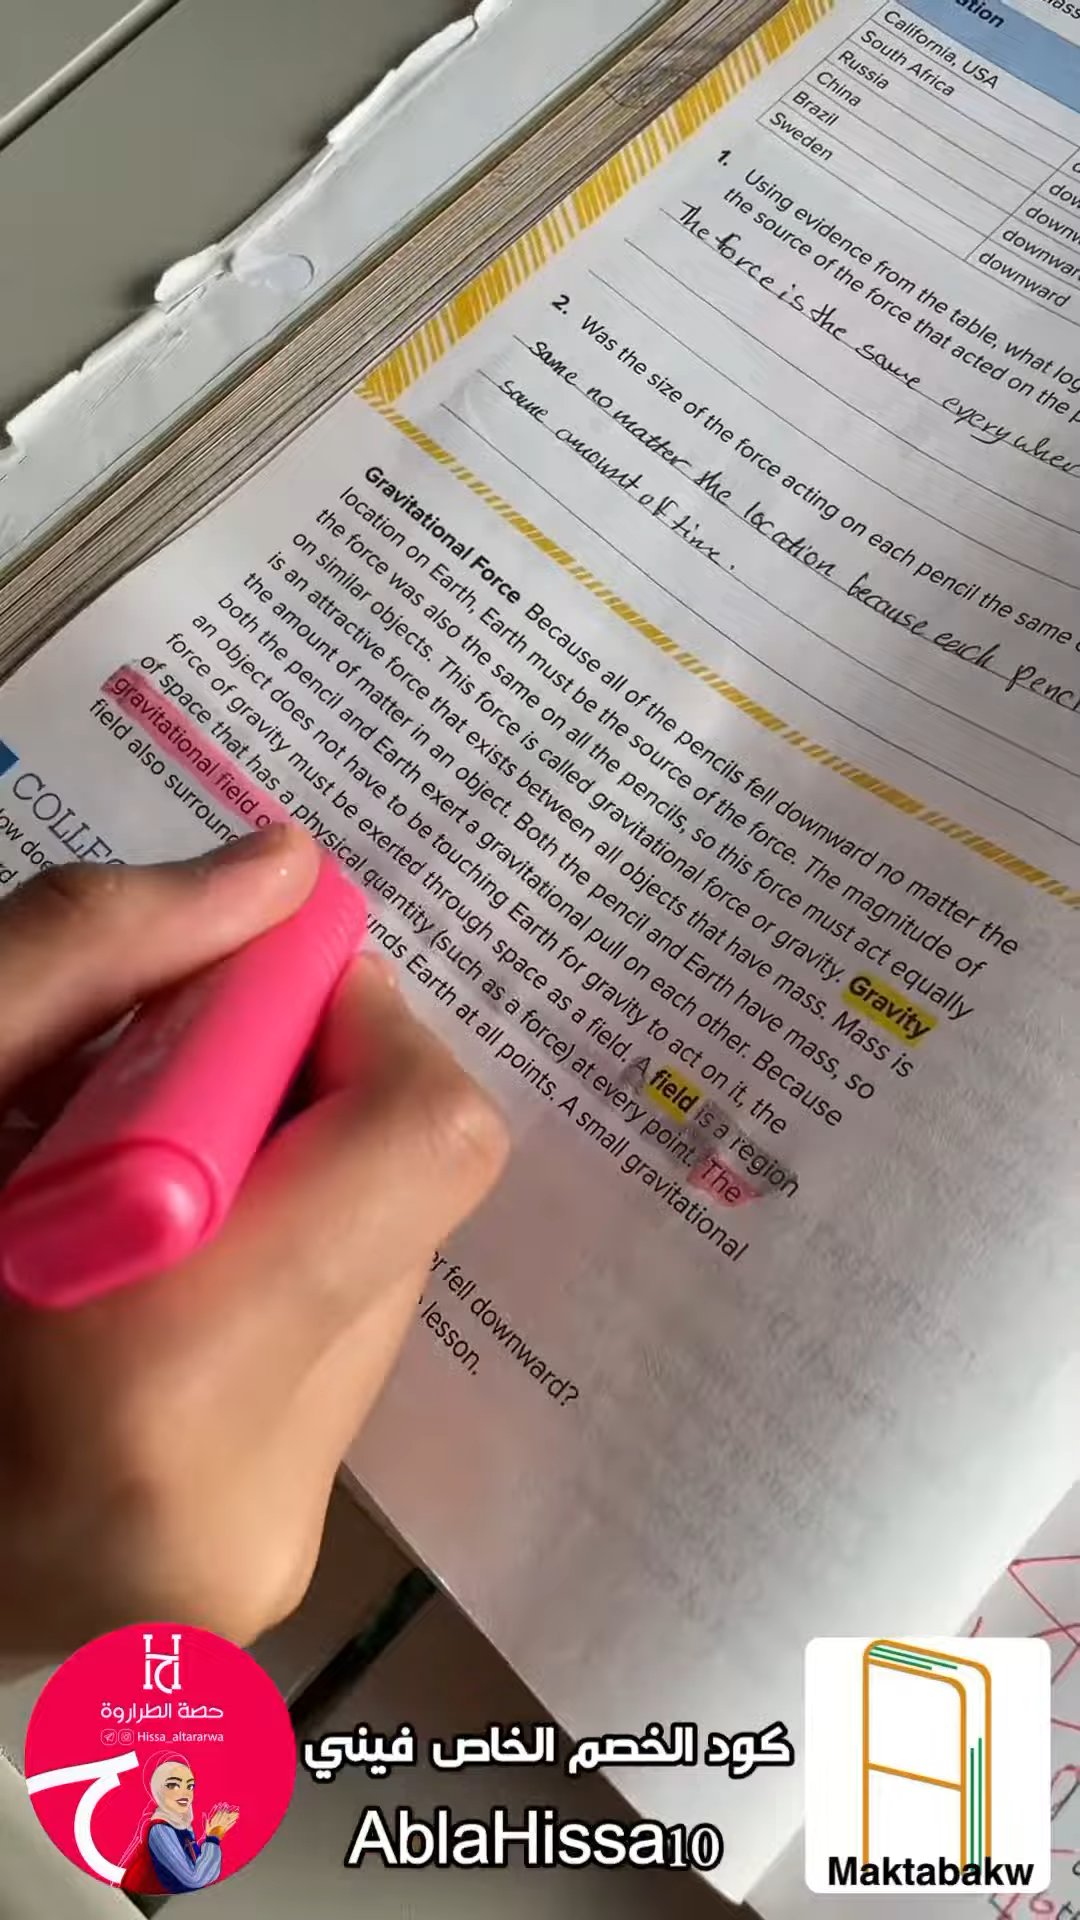 ation
California, USA
South Africa
Russia
China
Brazil
Sweden
downward
downward
1. Using evidence from the table, what
the source of the force that acted on the
The force is the same
2. Was the size of the force acting on each pencil the same
Same no matter the location because each
same amount of time.
Gravitational Force Because all of the pencils fell downward no matter the
location on Earth, Earth must be the source of the force. The magnitude of
the force was also the same on all the pencils, so this force must act equally
on similar objects. This force is called gravitational force or gravity. Gravity
is an attractive force that exists between all objects that have mass. Mass is
the amount of matter in an object. Both the pencil and Earth have mass, so
both the pencil and Earth exert a gravitational pull on each other. Because
an object does not have to be touching Earth for gravity to act on it, the
force of gravity must be exerted through space as a field. A field is a region
of space that has a physical quantity (such as a force) at every point. The
gravitational field
unds Earth at all points. A small gravitational
field also surroun
fell downward?
lesson.
حصة الطراروة
Hissa_altararwa
كود الخصم الخاص فيني
AblaHissa10
Maktabakw